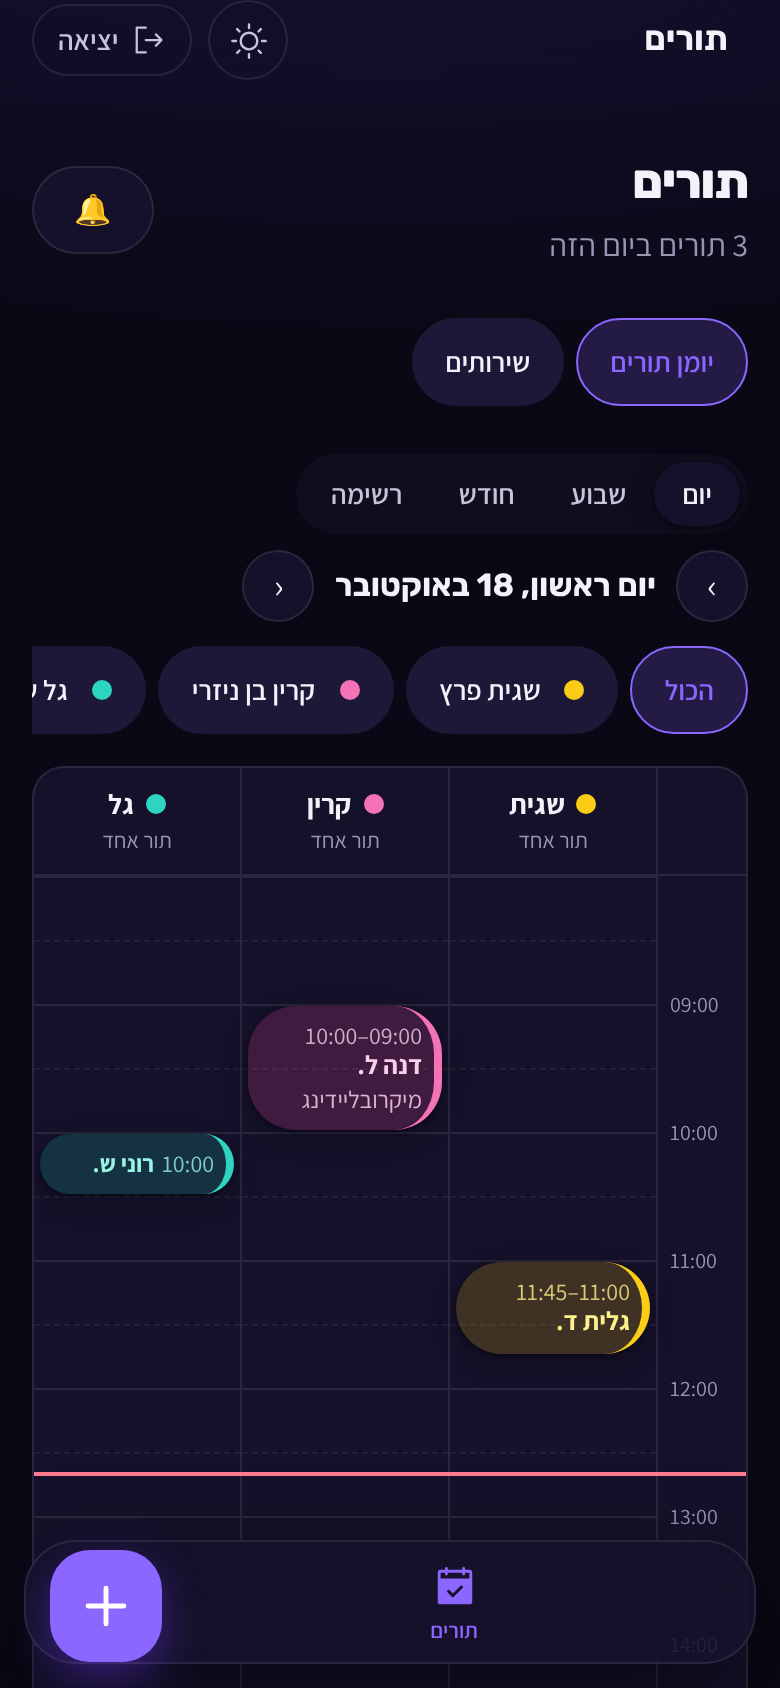 תורים
יציאה
תורים
3 תורים ביום הזה
יומן תורים
שירותים
יום
שבוע
חודש
רשימה
יום ראשון, 18 באוקטובר
הכול
שגית פרץ
קרין בן ניזרי
גל
שגית
תור אחד
קרין
תור אחד
גל
תור אחד
09:00
09:00–10:00
דנה ל.
מיקרובליידינג
10:00
10:00 רוני ש.
11:00
11:00–11:45
גלית ד.
12:00
13:00
14:00
תורים